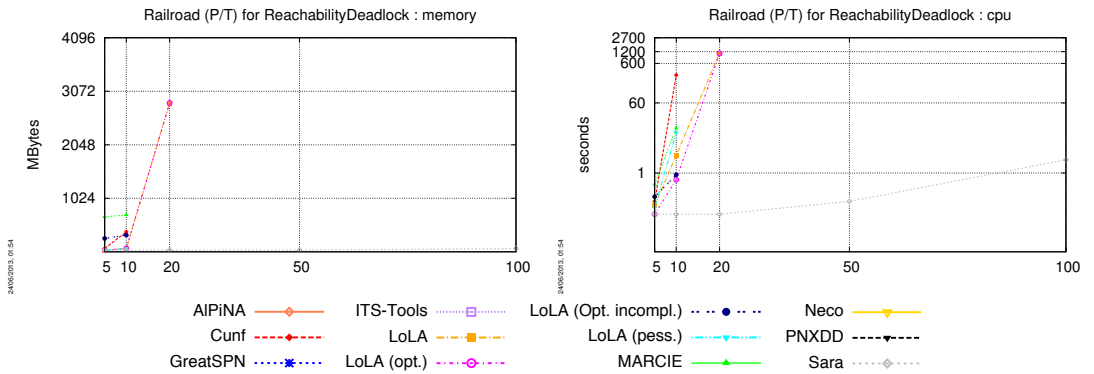 Railroad (P/T) for ReachabilityDeadlock : memory
4096
3072
2048
1024
MBytes
5 10 20 50 100
24/06/2013, 01:54
Railroad (P/T) for ReachabilityDeadlock : cpu
2700
1200
600
60
1
seconds
5 10 20 50 100
24/06/2013, 01:54
AlPiNA
Cunf
GreatSPN
ITS-Tools
LoLA
LoLA (opt.)
LoLA (Opt. incompl.)
LoLA (pess.)
MARCIE
Neco
PNXDD
Sara